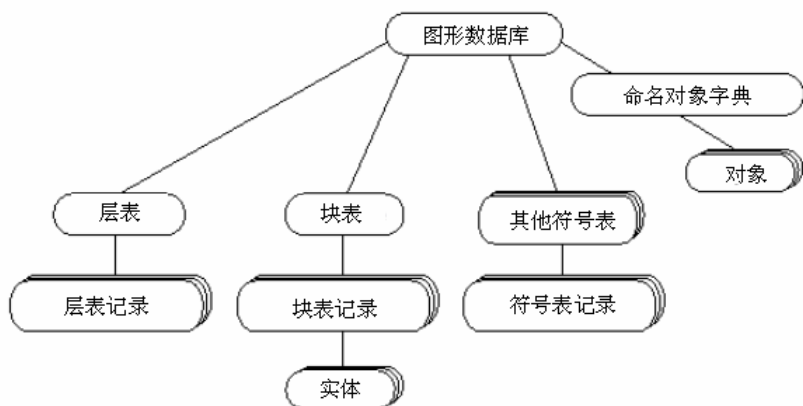 图形数据库
命名对象字典
对象
层表
块表
其他符号表
层表记录
块表记录
符号表记录
实体